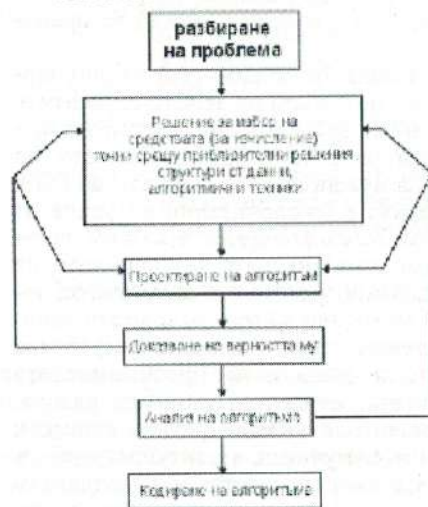 разбиране
на проблема
Решение за избор на
средствата (за изчисление)
точни срещу приблизителни решения
структури от данни,
алгоритмични техники
Проектиране на алгоритъм
Доказване на верността му
Анализ на алгоритъма
Кодиране на алгоритъма